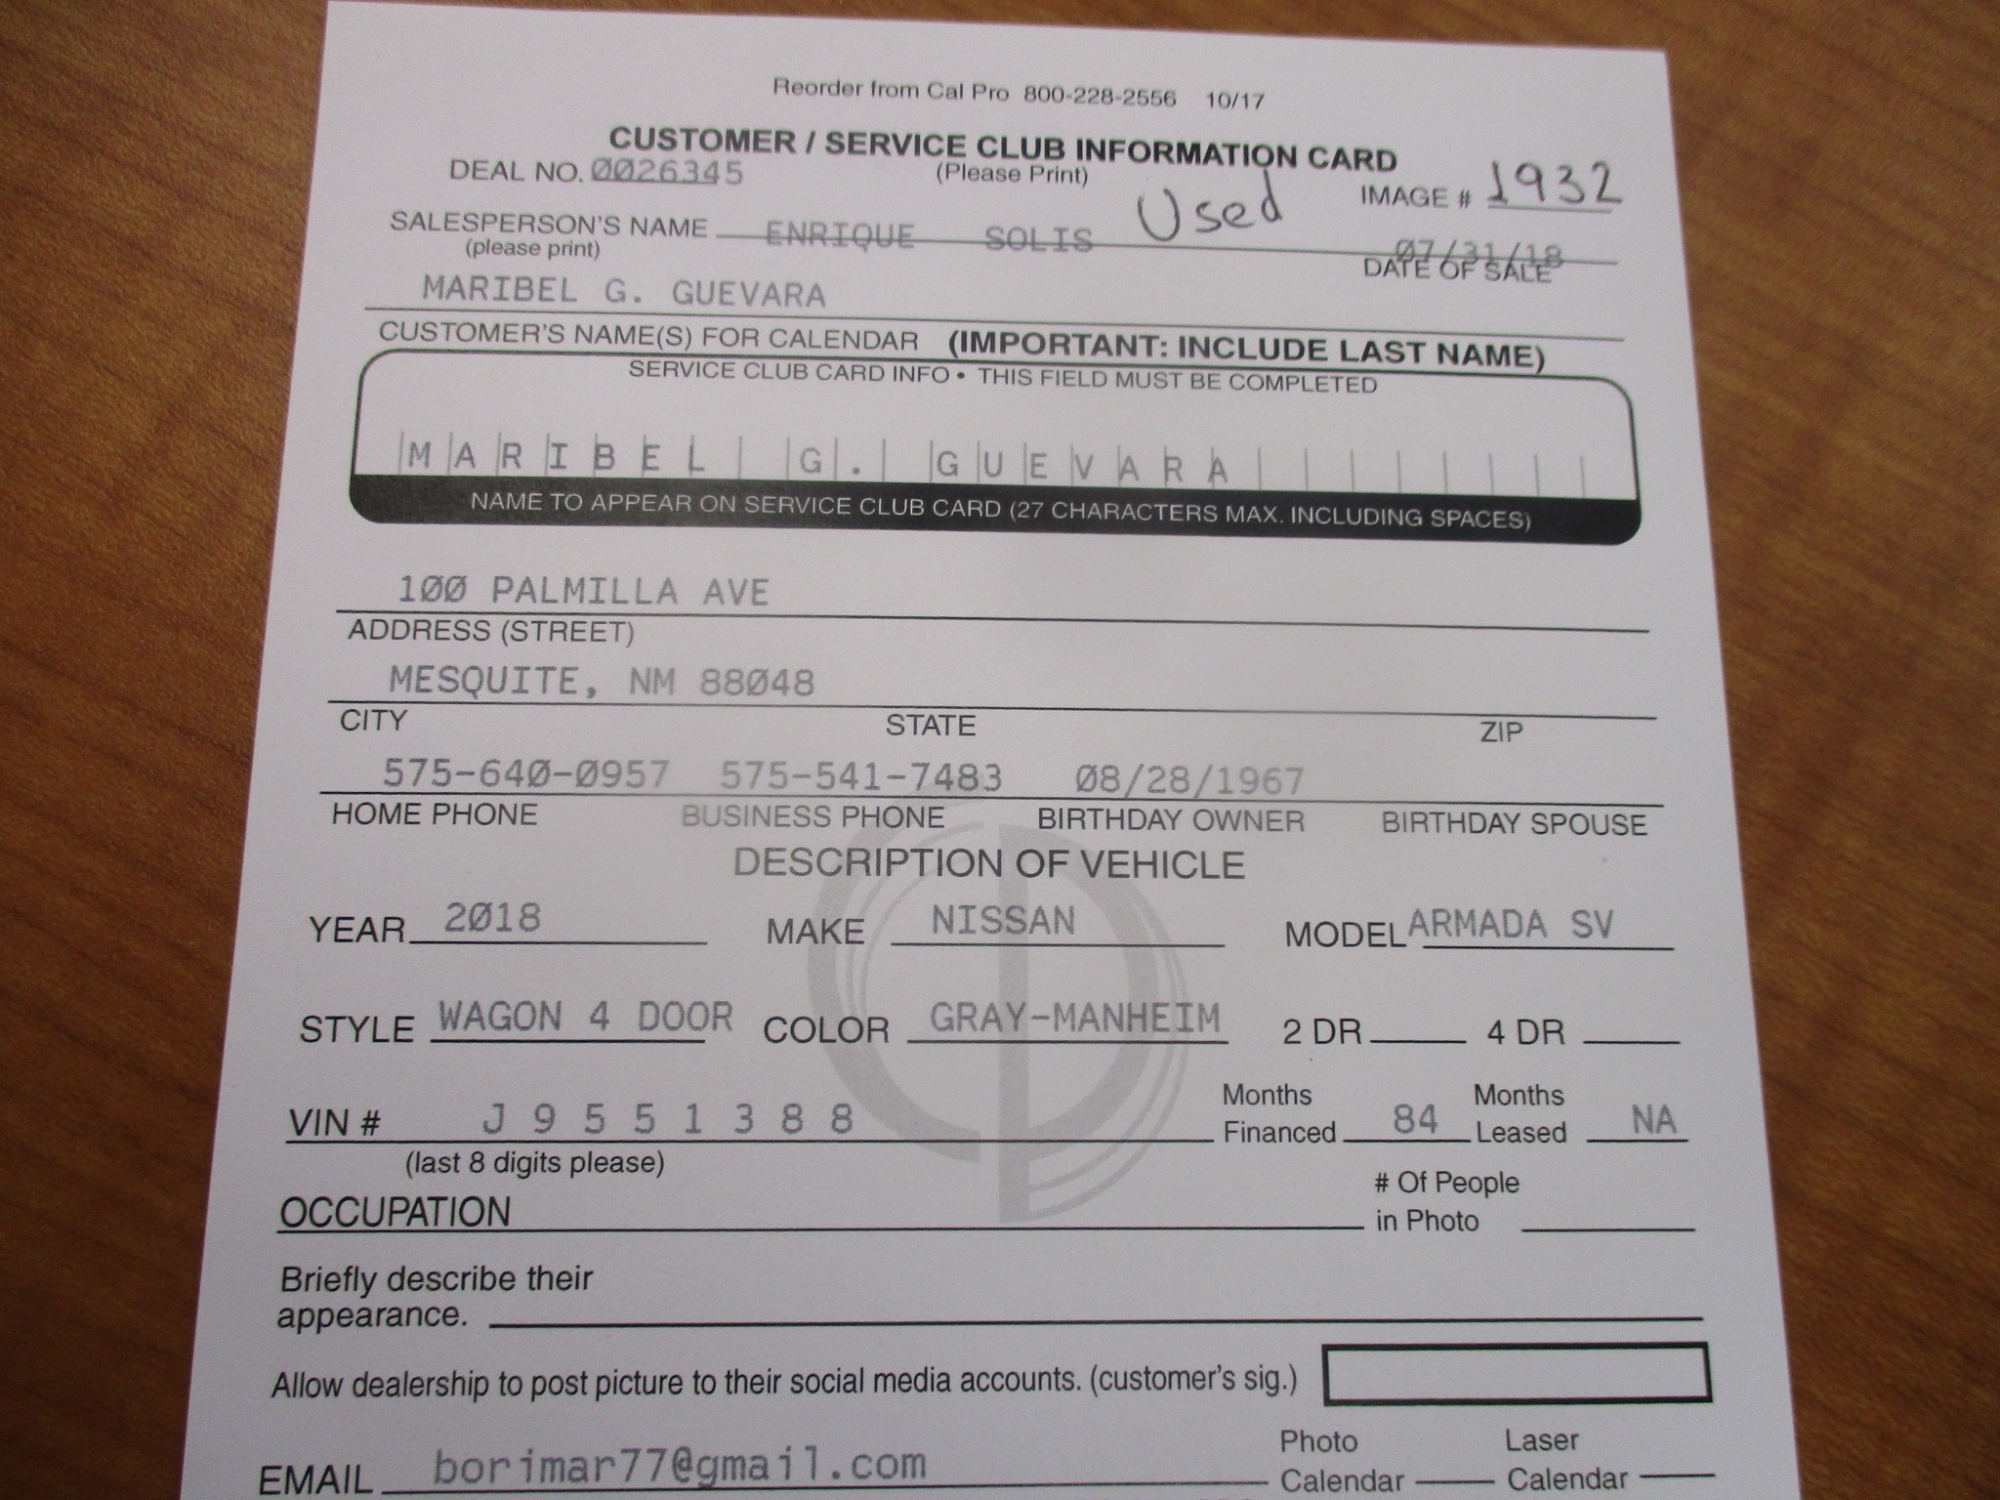 Reorder from Cal Pro 800-228-2556 10/17
CUSTOMER / SERVICE CLUB INFORMATION CARD
DEAL NO. 0026345 (Please Print) Used IMAGE # 1932
SALESPERSON'S NAME ENRIQUE SOLIS 07/31/18
(please print) DATE OF SALE
MARIBEL G. GUEVARA
CUSTOMER'S NAME(S) FOR CALENDAR (IMPORTANT: INCLUDE LAST NAME)
SERVICE CLUB CARD INFO • THIS FIELD MUST BE COMPLETED
MARIBEL G. GUEVARA
NAME TO APPEAR ON SERVICE CLUB CARD (27 CHARACTERS MAX. INCLUDING SPACES)
100 PALMILLA AVE
ADDRESS (STREET)
MESQUITE, NM 88048
CITY STATE ZIP
575-640-0957 575-541-7483 08/28/1967
HOME PHONE BUSINESS PHONE BIRTHDAY OWNER BIRTHDAY SPOUSE
DESCRIPTION OF VEHICLE
YEAR 2018 MAKE NISSAN MODEL ARMADA SV
STYLE WAGON 4 DOOR COLOR GRAY-MANHEIM 2 DR 4 DR
Months Months
VIN # J 9 5 5 1 3 8 8 Financed 84 Leased NA
(last 8 digits please)
# Of People
OCCUPATION in Photo
Briefly describe their
appearance.
Allow dealership to post picture to their social media accounts. (customer's sig.)
Photo Laser
EMAIL borimar77@gmail.com Calendar Calendar